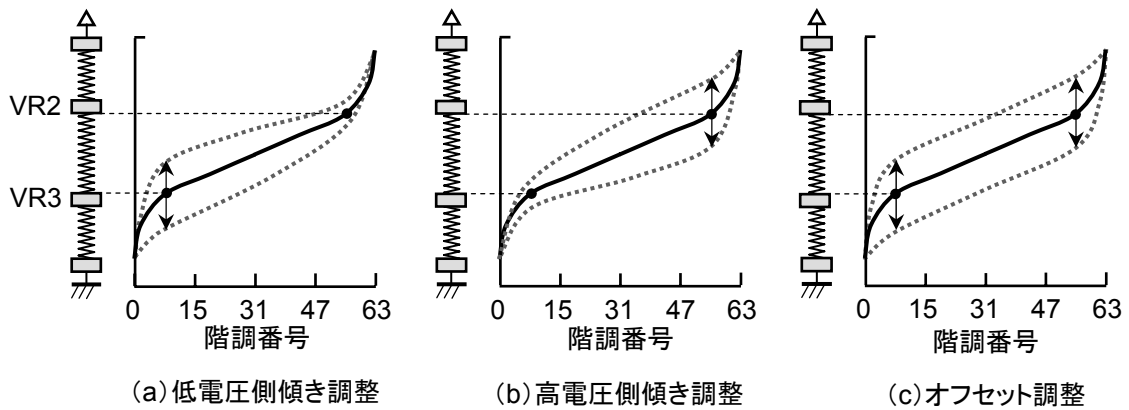 VR2
VR3
0 15 31 47 63
階調番号
(a)低電圧側傾き調整
0 15 31 47 63
階調番号
(b)高電圧側傾き調整
0 15 31 47 63
階調番号
(c)オフセット調整